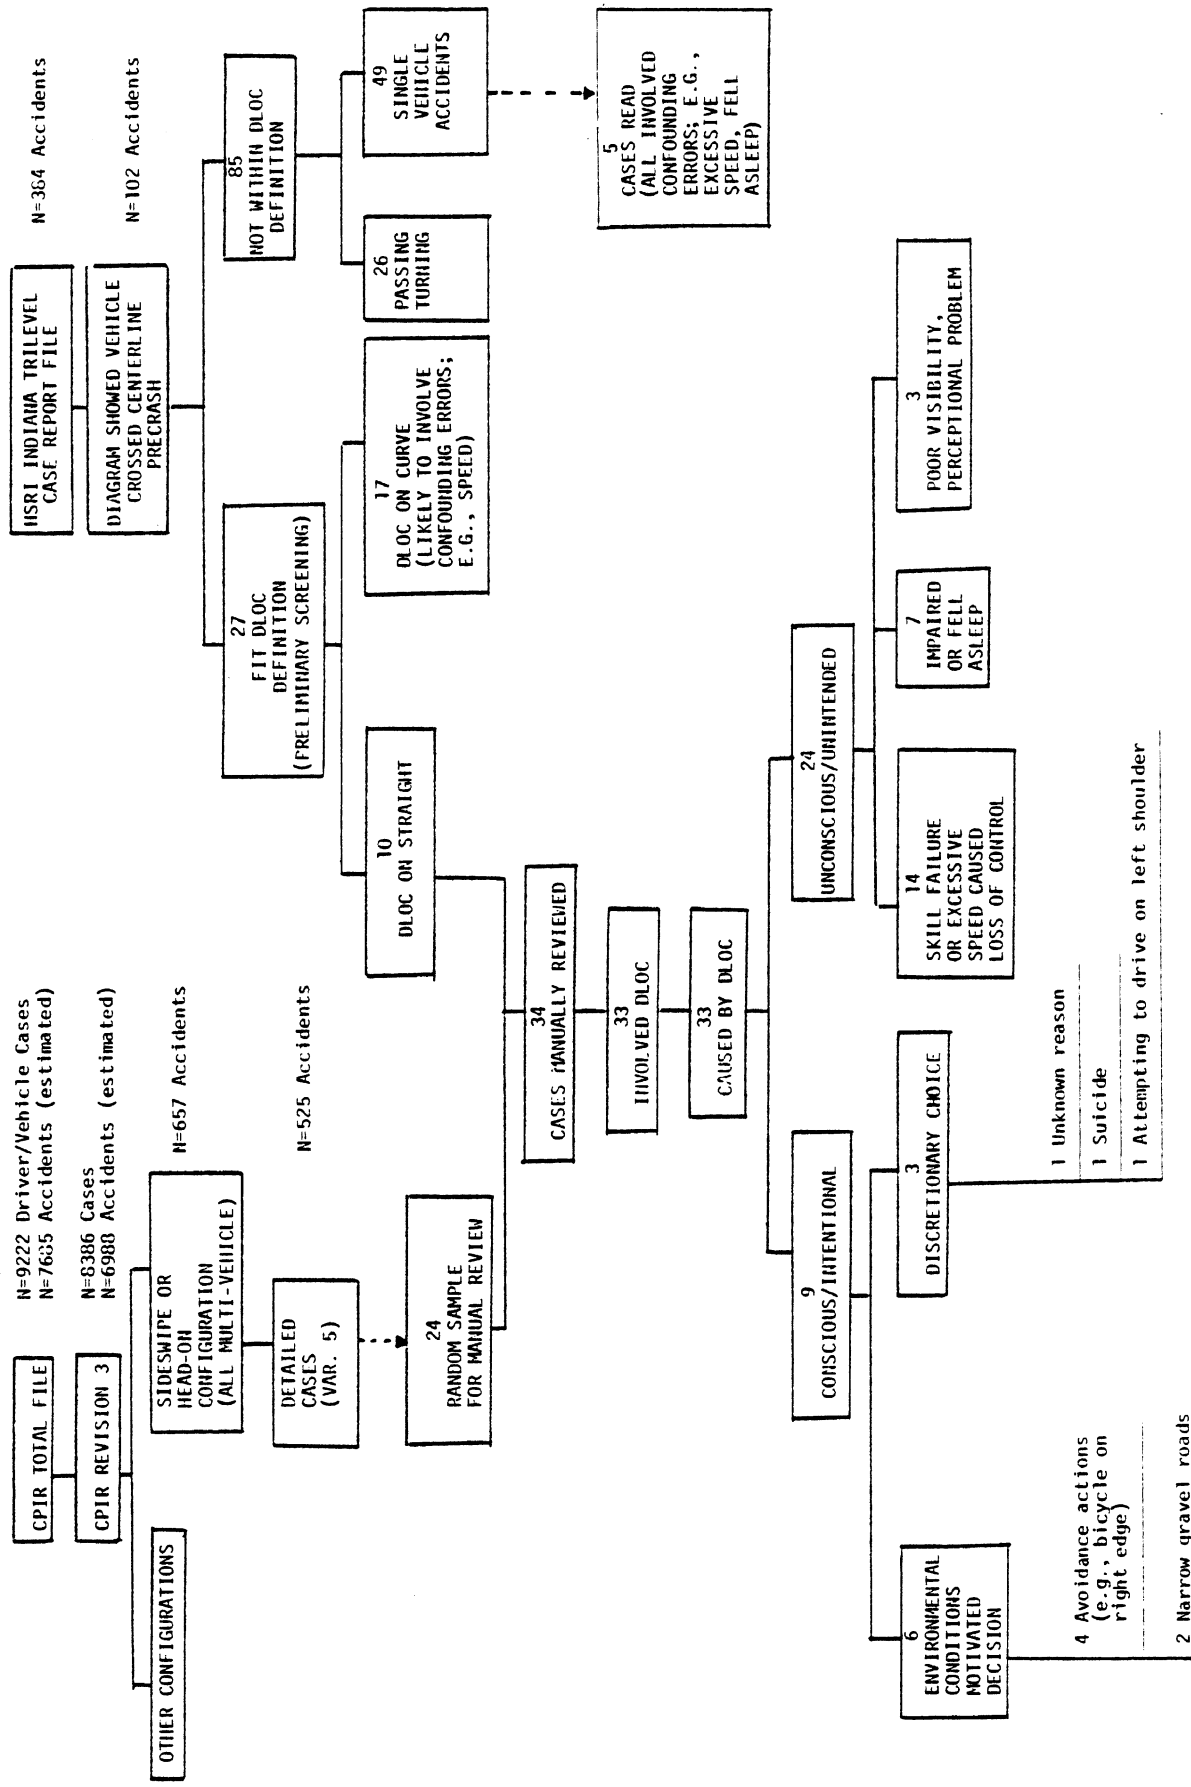 CPIR TOTAL FILE
N=9222 Driver/Vehicle Cases
N=7685 Accidents (estimated)
CPIR REVISION 3
N=8386 Cases
N=6988 Accidents (estimated)
OTHER CONFIGURATIONS
SIDESWIPE OR
HEAD-ON
CONFIGURATION
(ALL MULTI-VEHICLE)
N=657 Accidents
DETAILED
CASES
(VAR. 5)
N=525 Accidents
24
RANDOM SAMPLE
FOR MANUAL REVIEW
HSRI INDIANA TRILEVEL
CASE REPORT FILE
N=364 Accidents
DIAGRAM SHOWED VEHICLE
CROSSED CENTERLINE
PRECRASH
N=102 Accidents
27
FIT DLOC
DEFINITION
(PRELIMINARY SCREENING)
85
NOT WITHIN DLOC
DEFINITION
10
DLOC ON STRAIGHT
17
DLOC ON CURVE
(LIKELY TO INVOLVE
CONFOUNDING ERRORS;
E.G., SPEED)
26
PASSING
TURNING
49
SINGLE
VEHICLE
ACCIDENTS
5
CASES READ
(ALL INVOLVED
CONFOUNDING
ERRORS; E.G.,
EXCESSIVE
SPEED, FELL
ASLEEP)
34
CASES MANUALLY REVIEWED
33
INVOLVED DLOC
33
CAUSED BY DLOC
9
CONSCIOUS/INTENTIONAL
24
UNCONSCIOUS/UNINTENDED
6
ENVIRONMENTAL
CONDITIONS
MOTIVATED
DECISION
3
DISCRETIONARY CHOICE
14
SKILL FAILURE
OR EXCESSIVE
SPEED CAUSED
LOSS OF CONTROL
7
IMPAIRED
OR FELL
ASLEEP
3
POOR VISIBILITY,
PERCEPTIONAL PROBLEM
4 Avoidance actions
(e.g., bicycle on
right edge)
2 Narrow gravel roads
1 Unknown reason
1 Suicide
1 Attempting to drive on left shoulder